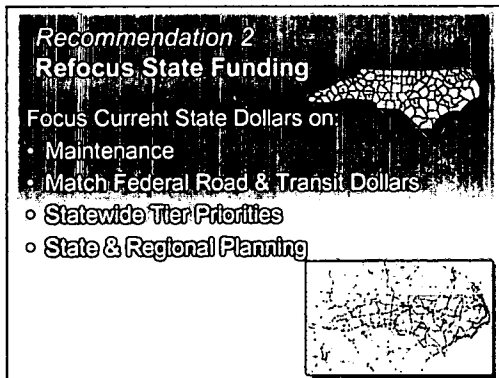 Recommendation 2
Refocus State Funding
Focus Current State Dollars on:
• Maintenance
• Match Federal Road & Transit Dollars
o Statewide Tier Priorities
o State & Regional Planning